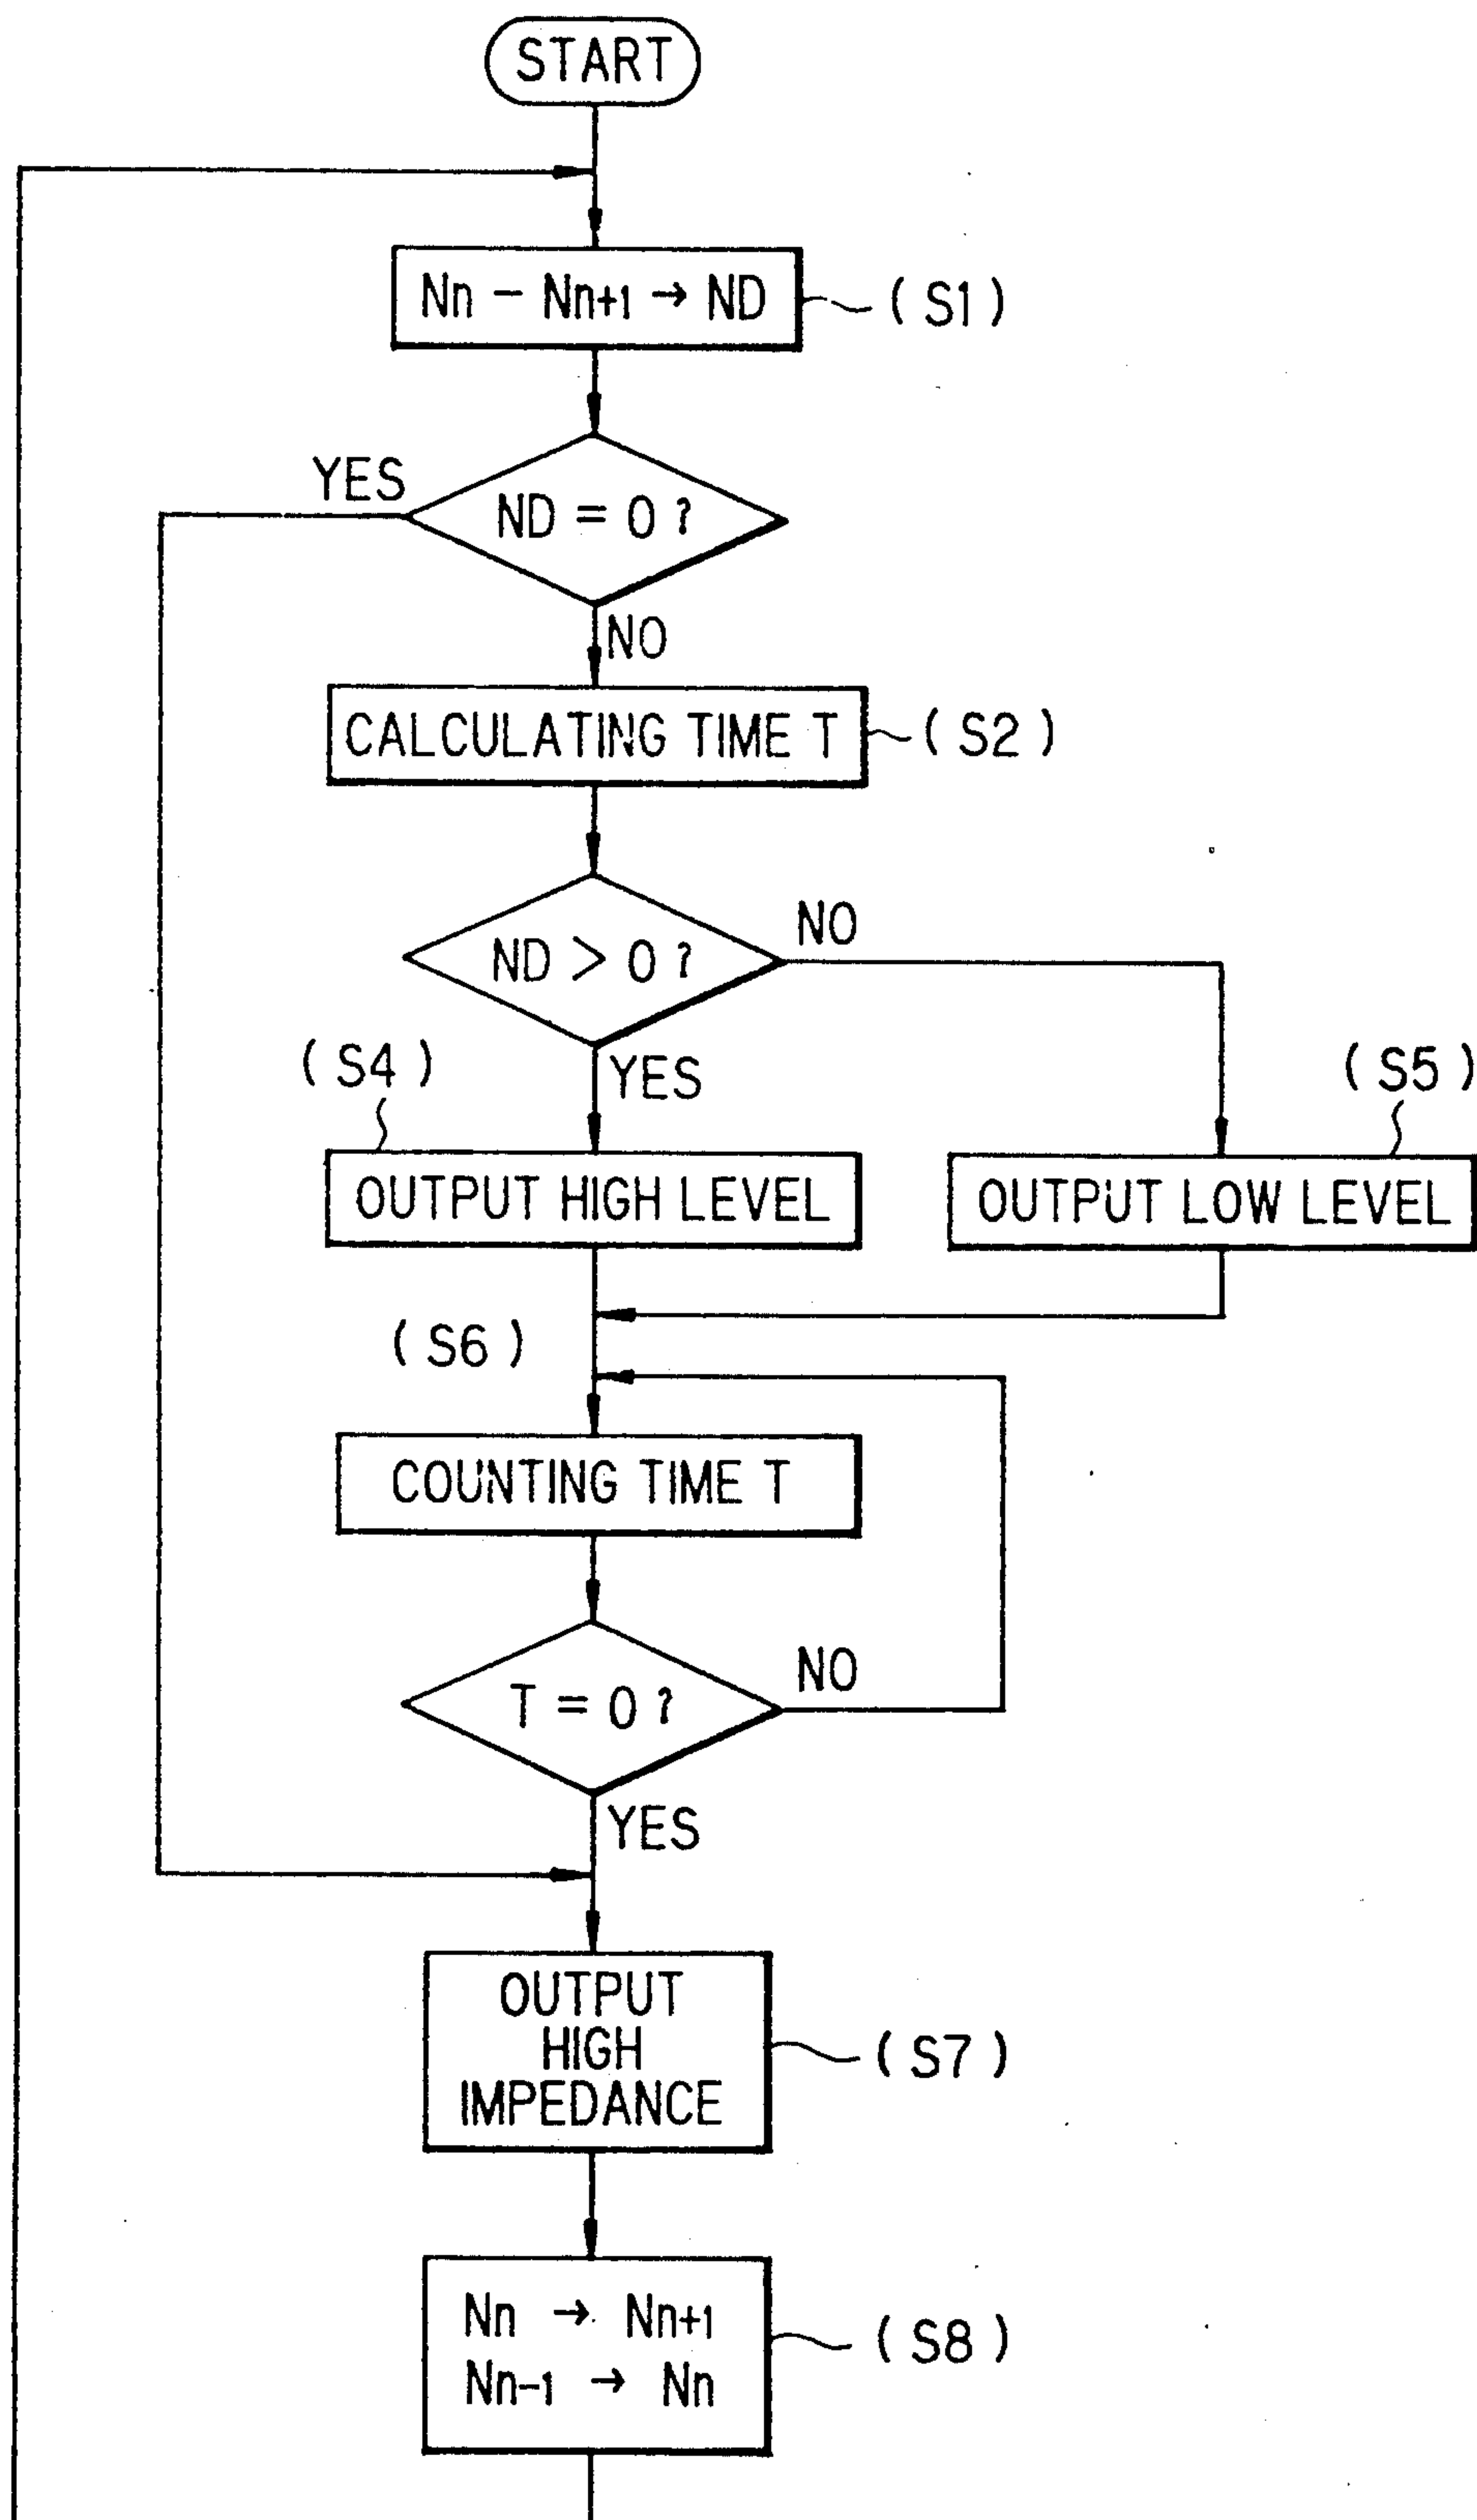 START
Nn − Nn+1 → ND
(S1)
YES
ND = 0 ?
NO
CALCULATING TIME T
(S2)
ND > 0 ?
NO
(S4)
YES
(S5)
OUTPUT HIGH LEVEL
OUTPUT LOW LEVEL
(S6)
COUNTING TIME T
T = 0 ?
NO
YES
OUTPUT
HIGH
IMPEDANCE
(S7)
Nn → Nn+1
Nn−1 → Nn
(S8)